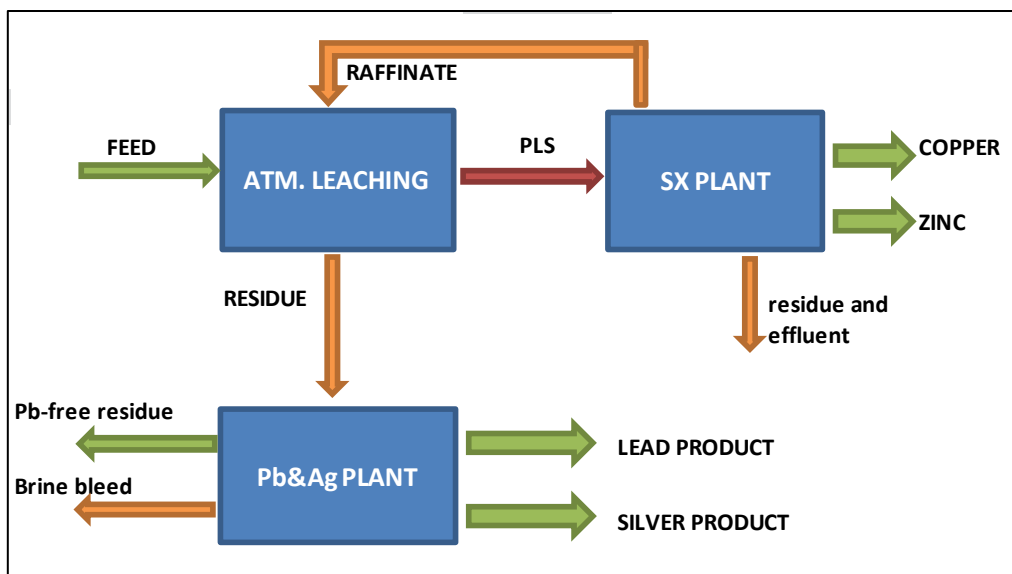 RAFFINATE
FEED
ATM. LEACHING
PLS
SX PLANT
COPPER
ZINC
RESIDUE
residue and
effluent
Pb-free residue
Brine bleed
Pb&Ag PLANT
LEAD PRODUCT
SILVER PRODUCT